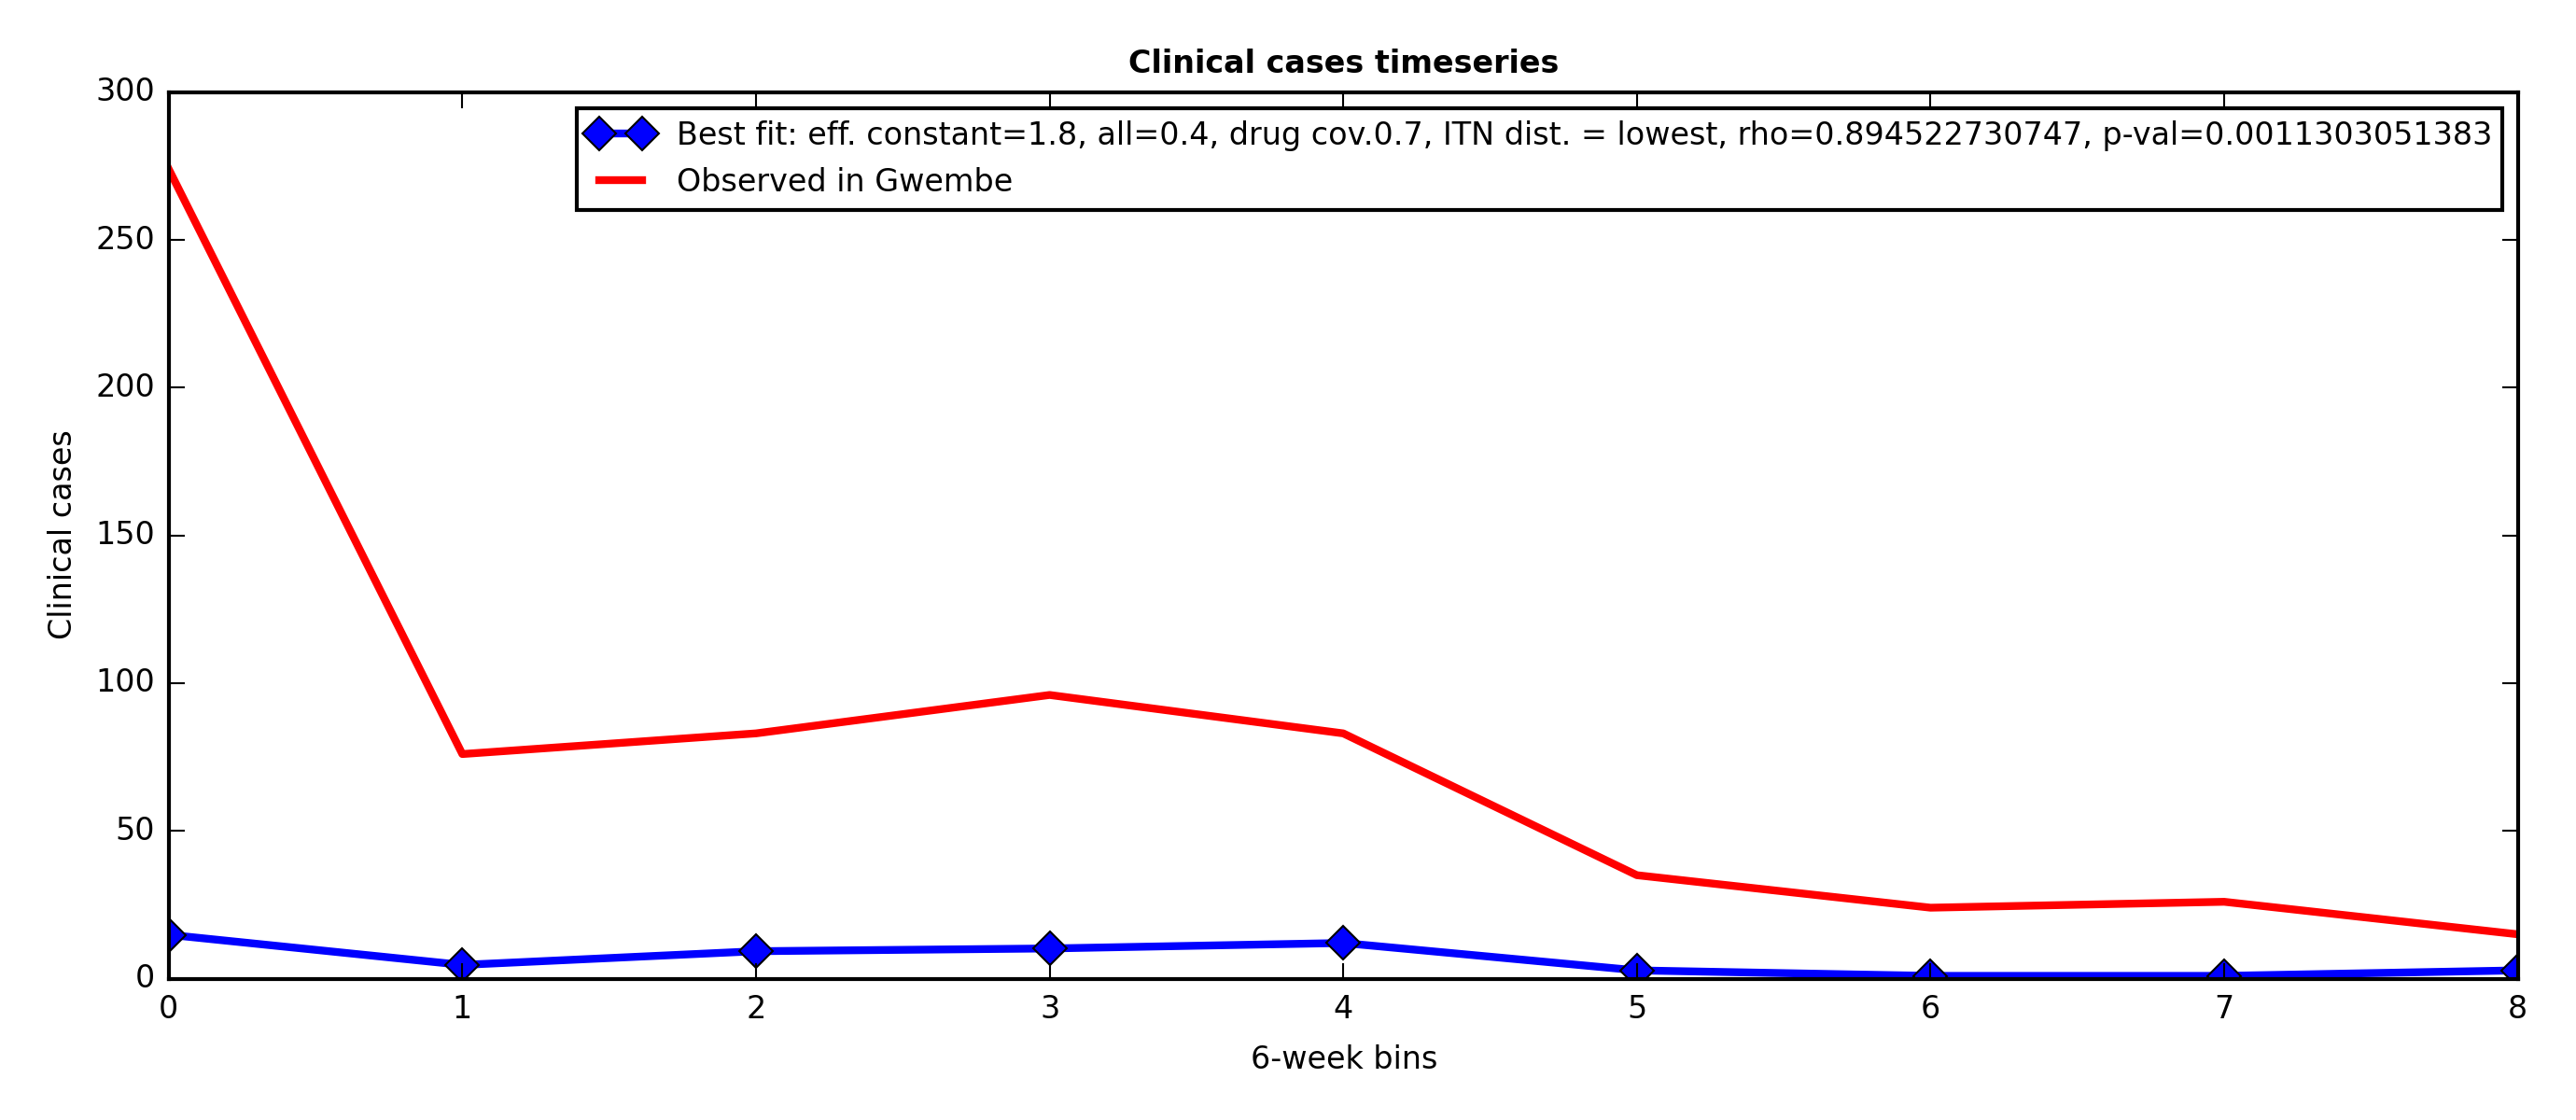 Clinical cases timeseries
300
Best fit: eff. constant=1.8, all=0.4, drug cov.0.7, ITN dist. = lowest, rho=0.894522730747, p-val=0.0011303051383
Observed in Gwembe
250
200
150
100
50
0
Clinical cases
0 1 2 3 4 5 6 7 8
6-week bins